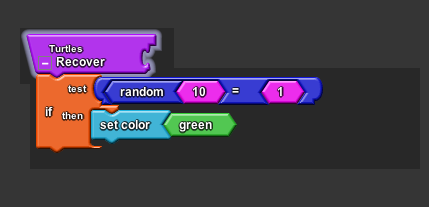 Turtles
Recover
test random 10 = 1
if then
set color green